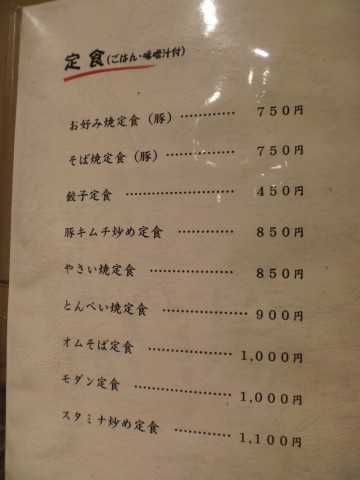 定食(ごはん・味噌汁付)
お好み焼定食(豚)………… 750円
そば焼定食(豚)………… 750円
餃子定食 ………………… 450円
豚キムチ炒め定食 ………… 850円
やさい焼定食 ……………… 850円
とんぺい焼定食 …………… 900円
オムそば定食 ……………… 1,000円
モダン定食 ………………… 1,000円
スタミナ炒め定食 ………… 1,100円